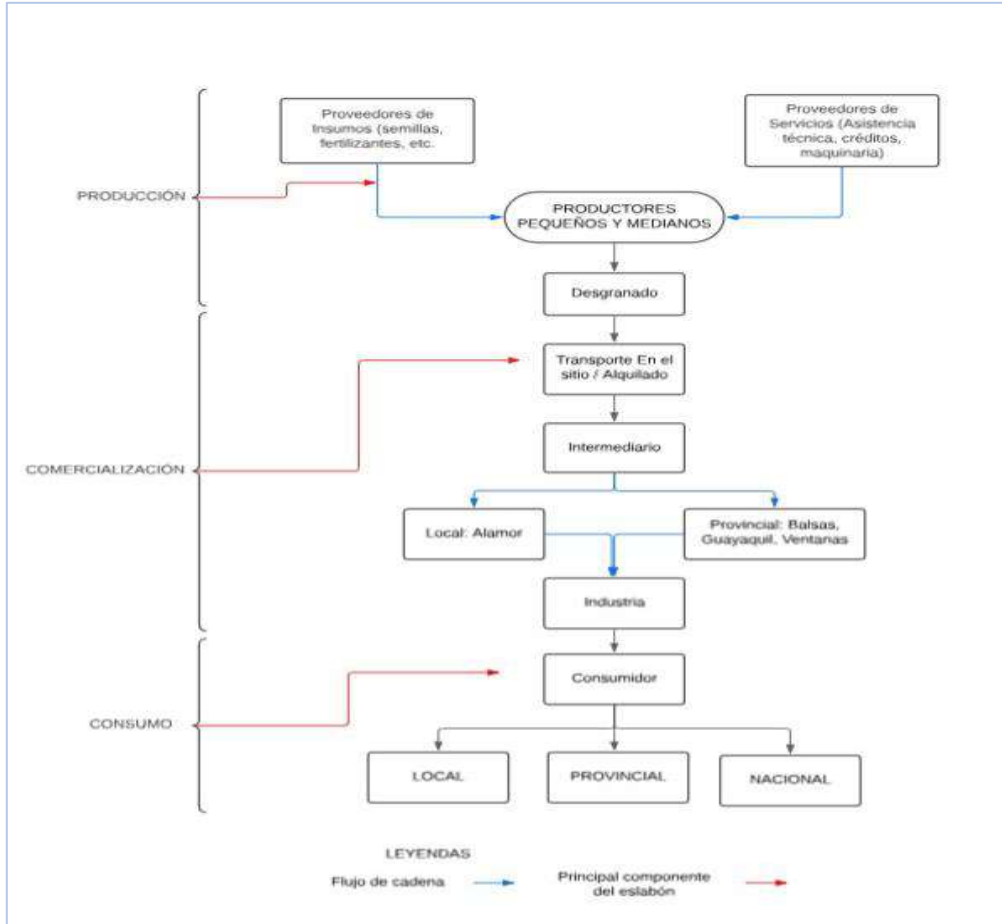 Proveedores de
Insumos (semillas,
fertilizantes, etc.
Proveedores de
Servicios (Asistencia
técnica, créditos,
maquinaria)
PRODUCCIÓN
PRODUCTORES
PEQUEÑOS Y MEDIANOS
Desgranado
Transporte En el
sitio / Alquilado
Intermediario
COMERCIALIZACIÓN
Local: Alamor
Provincial: Balsas,
Guayaquil, Ventanas
Industria
Consumidor
CONSUMO
LOCAL
PROVINCIAL
NACIONAL
LEYENDAS
Flujo de cadena
Principal componente
del eslabón